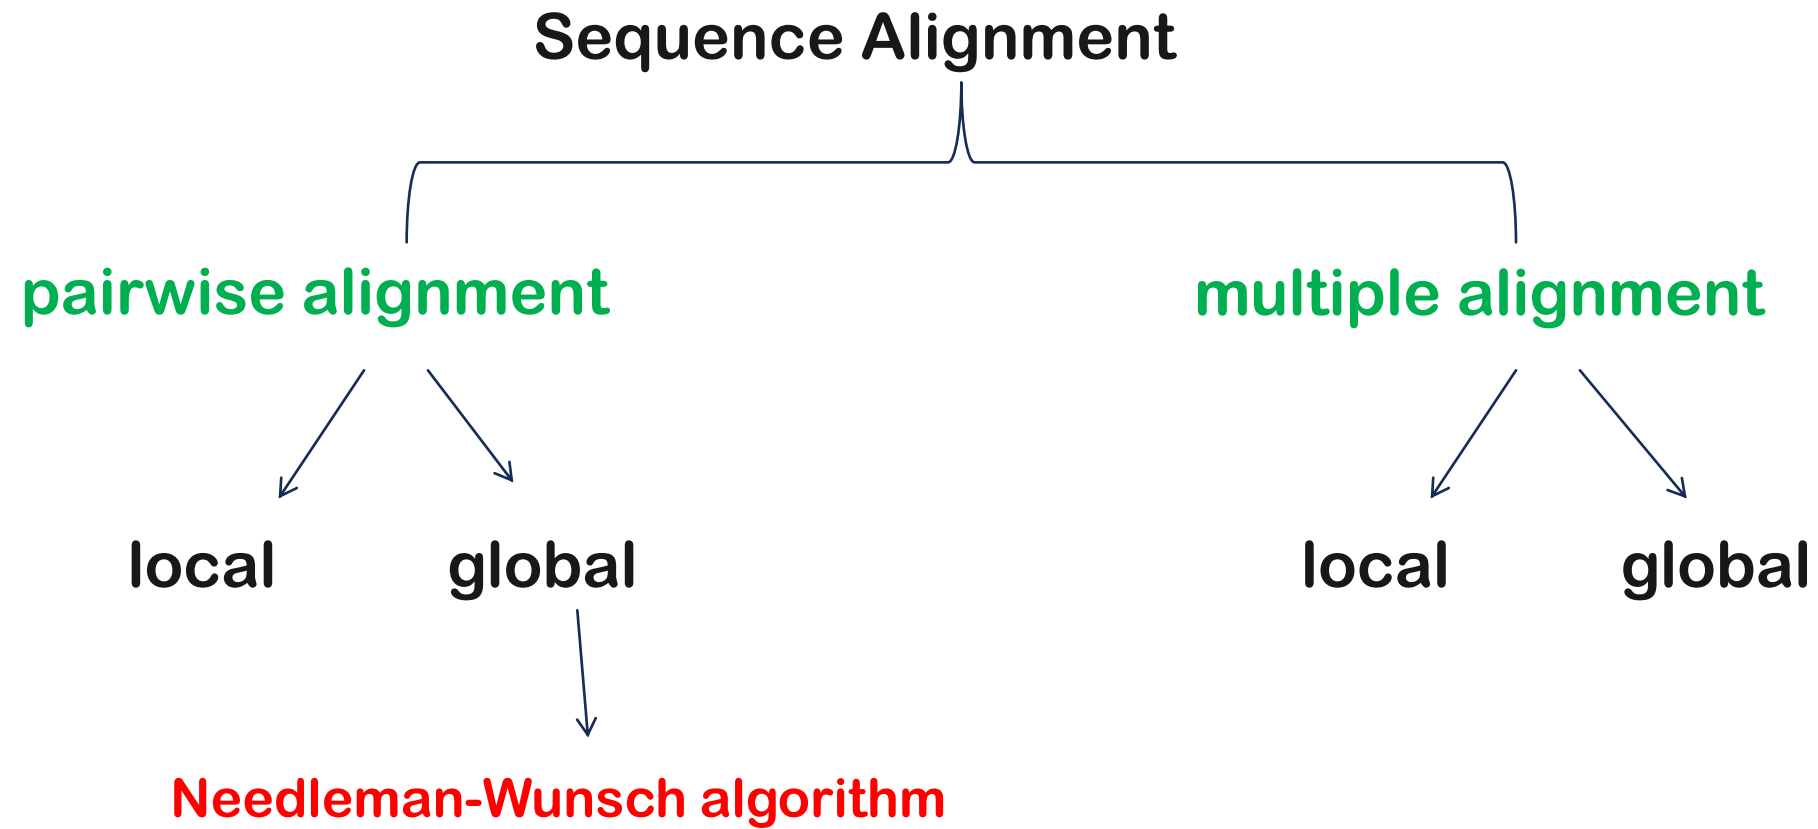 Sequence Alignment
pairwise alignment
multiple alignment
local
global
local
global
Needleman-Wunsch algorithm